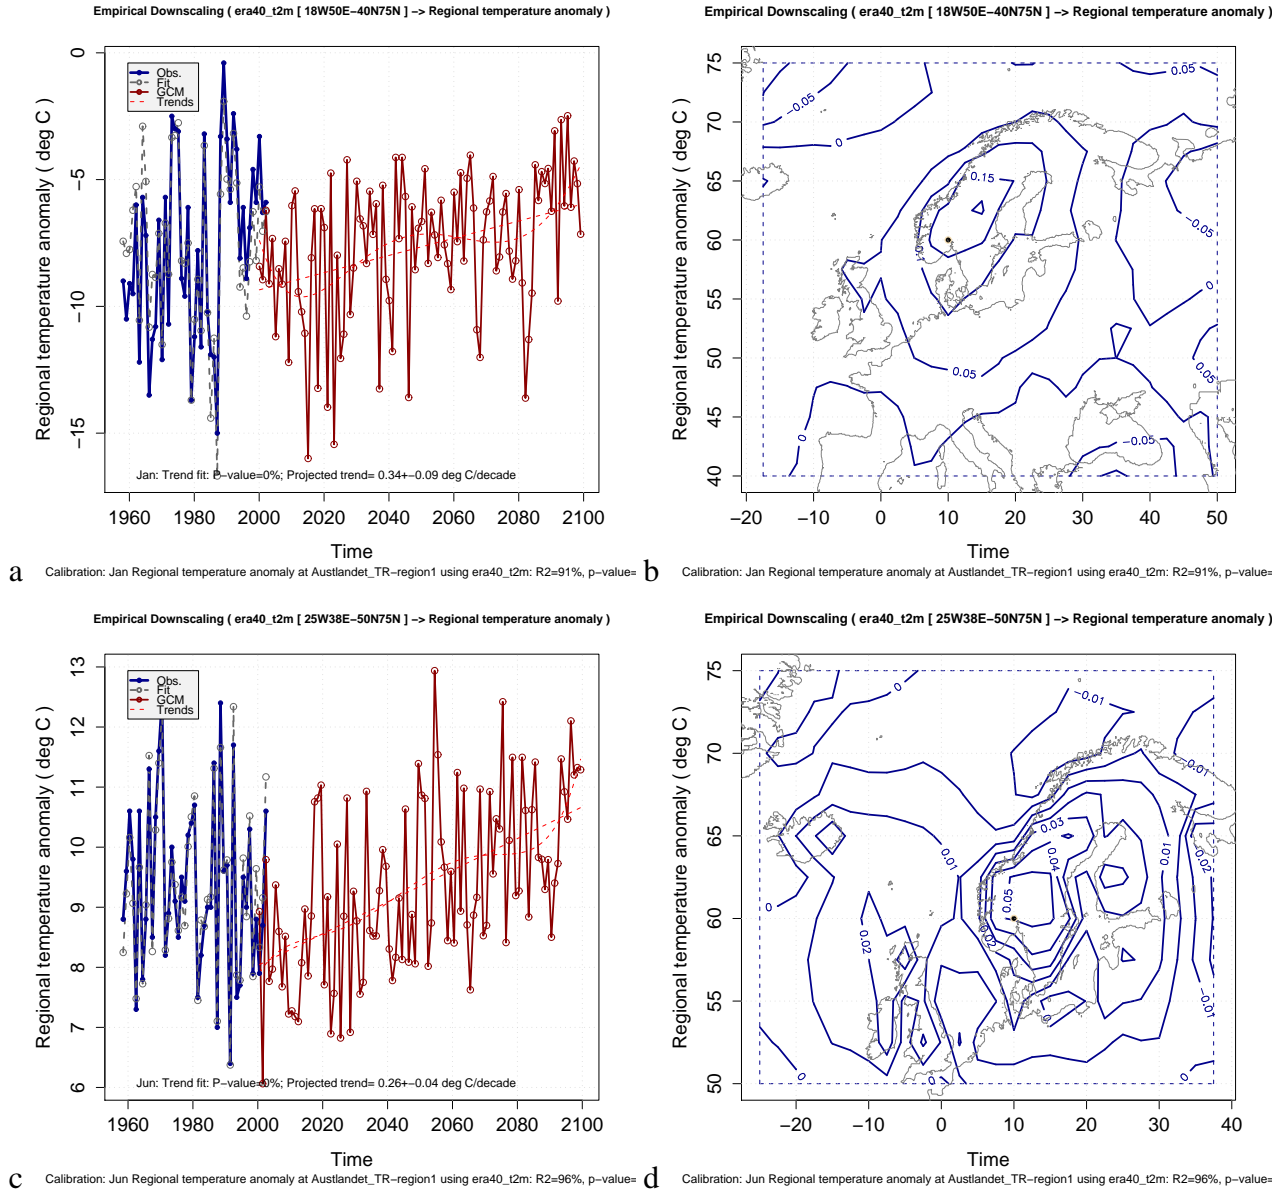 Empirical Downscaling ( era40_t2m [ 18W50E−40N75N ] −> Regional temperature anomaly )
Regional temperature anomaly ( deg C )
0
−5
−10
−15
Obs.
Fit
GCM
Trends
Jan: Trend fit: P−value=0%; Projected trend= 0.34+−0.09 deg C/decade
1960 1980 2000 2020 2040 2060 2080 2100
Time
a
Calibration: Jan Regional temperature anomaly at Austlandet_TR−region1 using era40_t2m: R2=91%, p−value=
Empirical Downscaling ( era40_t2m [ 18W50E−40N75N ] −> Regional temperature anomaly )
Regional temperature anomaly ( deg C )
75
70
65
60
55
50
45
40
−0.05
0.05
0
0.15
0.1
−0.05
0
0.05
0.05
0
−0.05
−20 −10 0 10 20 30 40 50
Time
b
Calibration: Jan Regional temperature anomaly at Austlandet_TR−region1 using era40_t2m: R2=91%, p−value=
Empirical Downscaling ( era40_t2m [ 25W38E−50N75N ] −> Regional temperature anomaly )
Regional temperature anomaly ( deg C )
13
12
11
10
9
8
7
6
Obs.
Fit
GCM
Trends
Jun: Trend fit: P−value=0%; Projected trend= 0.26+−0.04 deg C/decade
1960 1980 2000 2020 2040 2060 2080 2100
Time
c
Calibration: Jun Regional temperature anomaly at Austlandet_TR−region1 using era40_t2m: R2=96%, p−value=
Empirical Downscaling ( era40_t2m [ 25W38E−50N75N ] −> Regional temperature anomaly )
Regional temperature anomaly ( deg C )
75
70
65
60
55
50
0
−0.01
−0.01
0.03
0.01
0.04
0.01
−0.02
0.05
0
0.02
0.02
−0.01
0
0
0
0
−20 −10 0 10 20 30 40
Time
d
Calibration: Jun Regional temperature anomaly at Austlandet_TR−region1 using era40_t2m: R2=96%, p−value=